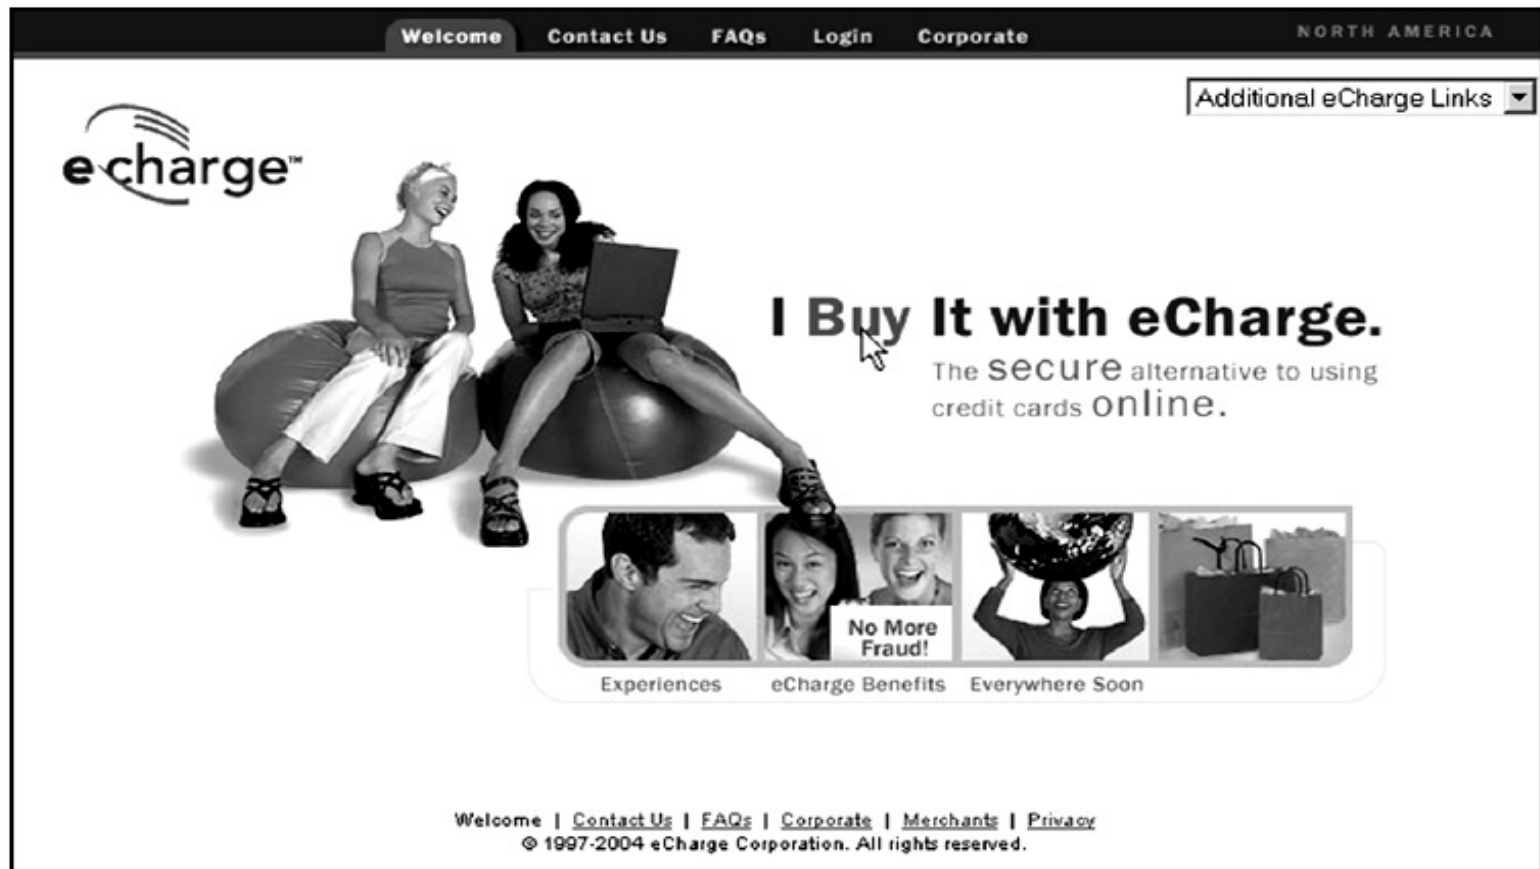 Welcome Contact Us FAQs Login Corporate NORTH AMERICA
Additional eCharge Links
echarge™
I Buy It with eCharge.
The secure alternative to using
credit cards online.
No More
Fraud!
Experiences eCharge Benefits Everywhere Soon
Welcome | Contact Us | FAQs | Corporate | Merchants | Privacy
© 1997-2004 eCharge Corporation. All rights reserved.